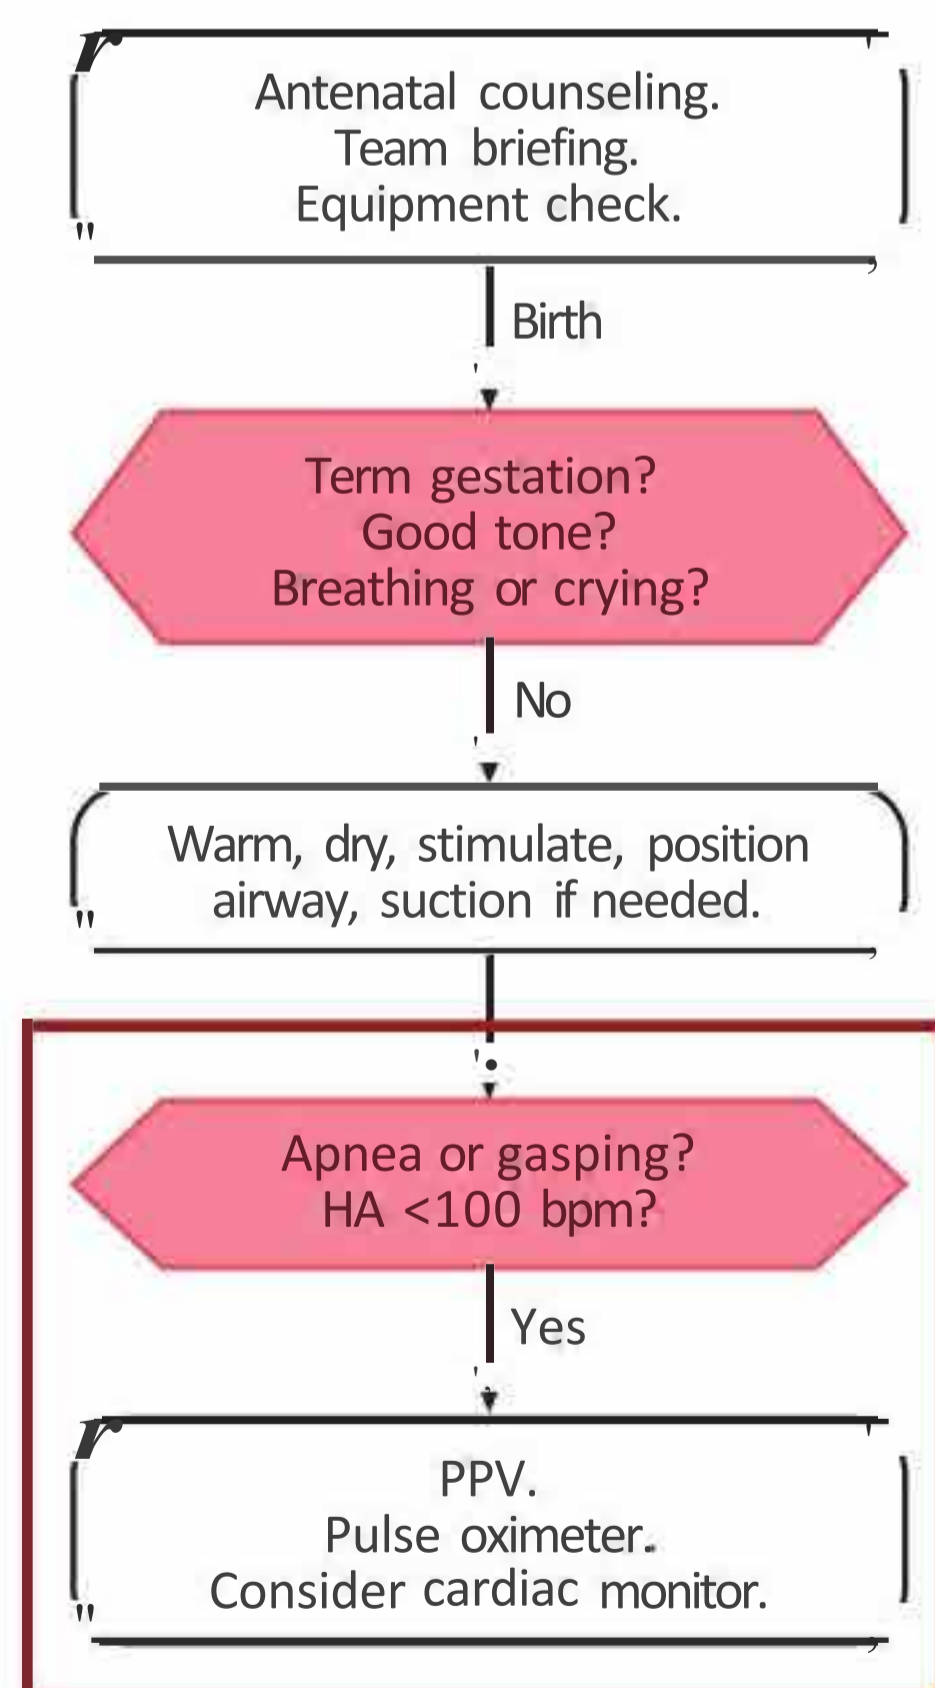 Antenatal counseling.
Team briefing.
Equipment check.
Birth
Term gestation?
Good tone?
Breathing or crying?
No
Warm, dry, stimulate, position
airway, suction if needed.
Apnea or gasping?
HA <100 bpm?
Yes
PPV.
Pulse oximeter.
Consider cardiac monitor.